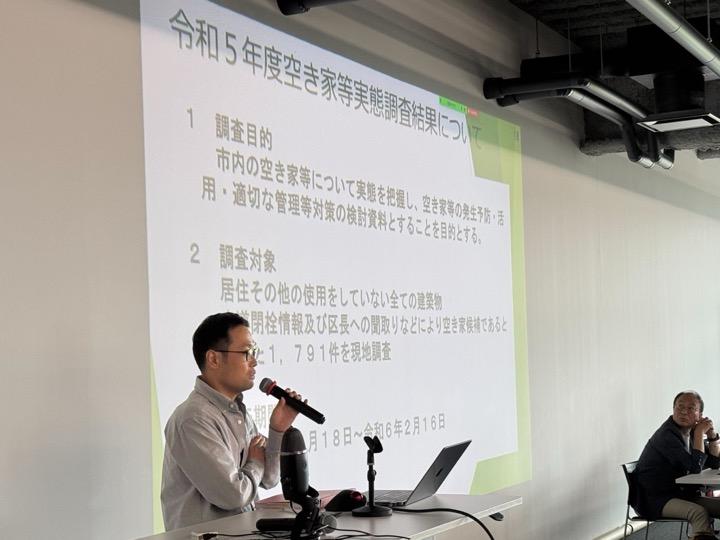 令和５年度空き家等実態調査結果について
１　調査目的
市内の空き家等について実態を把握し、空き家等の発生予防・活
用・適切な管理等対策の検討資料とすることを目的とする。
２　調査対象
居住その他の使用をしていない全ての建築物
閉栓情報及び区長への聞取りなどにより空き家候補であると
た１，７９１件を現地調査
月１８日～令和６年２月１６日